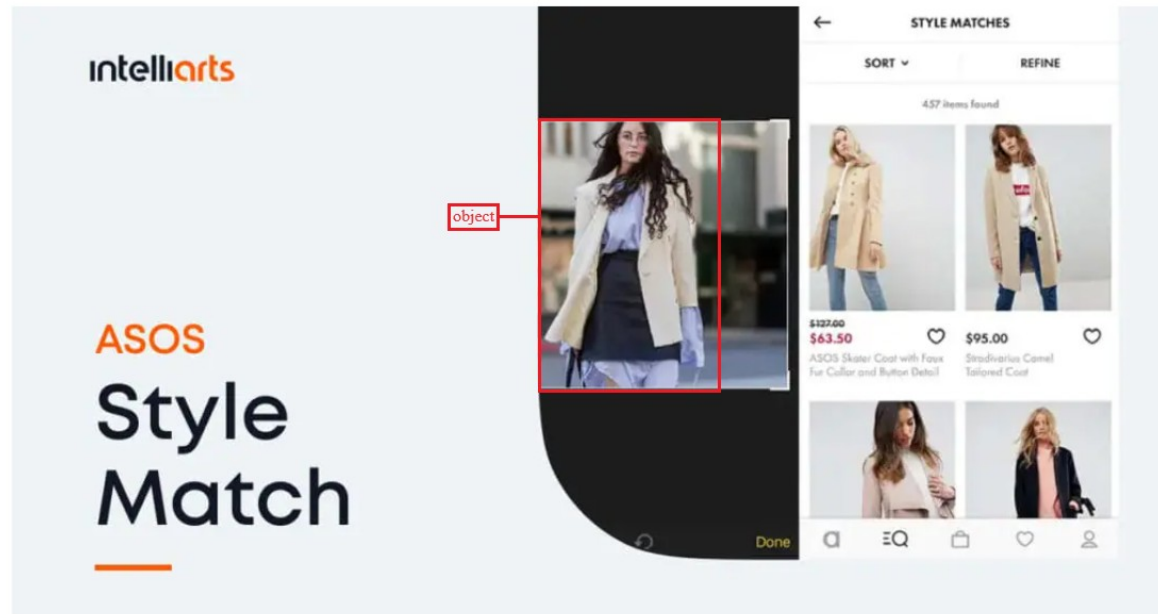 intelliarts
ASOS
Style
Match
object
Done
STYLE MATCHES
SORT
REFINE
457 items found
$127.00
$63.50
ASOS Skater Coat with Faux
Fur Collar and Button Detail
$95.00
Stradivarius Camel
Tailored Coat